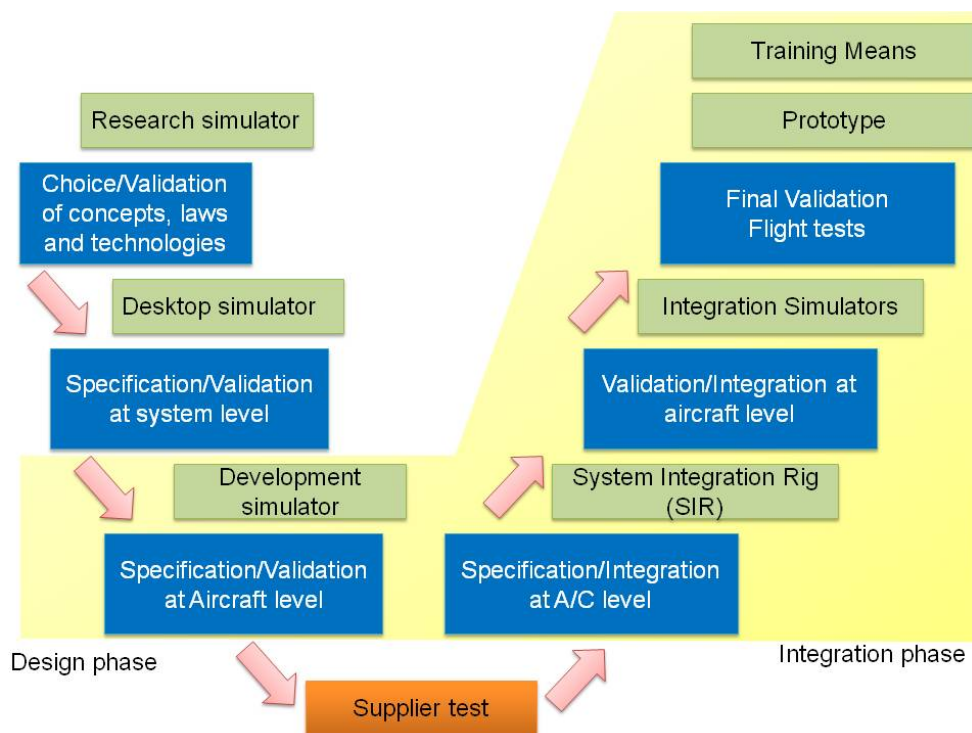 Training Means
Research simulator
Prototype
Choice/Validation
of concepts, laws
and technologies
Final Validation
Flight tests
Desktop simulator
Integration Simulators
Specification/Validation
at system level
Validation/Integration at
aircraft level
Development
simulator
System Integration Rig
(SIR)
Specification/Validation
at Aircraft level
Specification/Integration
at A/C level
Design phase
Integration phase
Supplier test